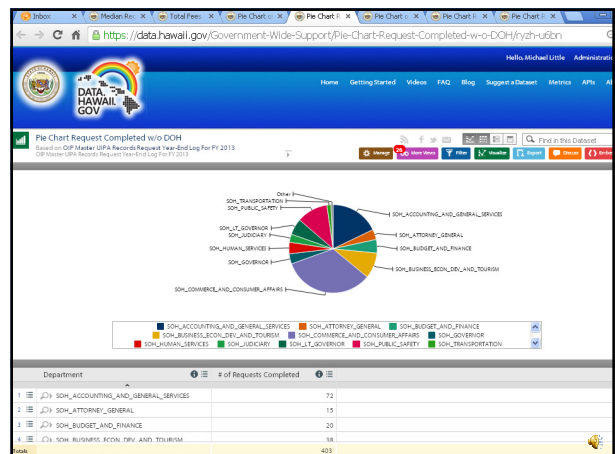 Inbox
Median Rec
Total Fees
Pie Chart o
Pie Chart R
Pie Chart o
Pie Chart R
Pie Chart R
https://data.hawaii.gov/Government-Wide-Support/Pie-Chart-Request-Completed-w-o-DOH/ryzh-u6bn
Hello, Michael Little Administratio
DATA.
HAWAII.
GOV
Home Getting Started Videos FAQ Blog Suggest a Dataset Metrics APIs
Pie Chart Request Completed w/o DOH
Based on OIP Master UIPA Records Request Year-End Log For FY 2013
OIP Master UIPA Records Request Year-End Log For FY 2013
Find in this Dataset
Manage 26 More Views Filter Visualize Export Discuss Embe
Other
SOH_TRANSPORTATION
SOH_PUBLIC_SAFETY
SOH_ACCOUNTING_AND_GENERAL_SERVICES
SOH_LT_GOVERNOR
SOH_JUDICIARY
SOH_ATTORNEY_GENERAL
SOH_HUMAN_SERVICES
SOH_BUDGET_AND_FINANCE
SOH_GOVERNOR
SOH_BUSINESS_ECON_DEV_AND_TOURISM
SOH_COMMERCE_AND_CONSUMER_AFFAIRS
SOH_ACCOUNTING_AND_GENERAL_SERVICES SOH_ATTORNEY_GENERAL SOH_BUDGET_AND_FINANCE
SOH_BUSINESS_ECON_DEV_AND_TOURISM SOH_COMMERCE_AND_CONSUMER_AFFAIRS SOH_GOVERNOR
SOH_HUMAN_SERVICES SOH_JUDICIARY SOH_LT_GOVERNOR SOH_PUBLIC_SAFETY SOH_TRANSPORTATION
Department # of Requests Completed
1 SOH_ACCOUNTING_AND_GENERAL_SERVICES 72
2 SOH_ATTORNEY_GENERAL 15
3 SOH_BUDGET_AND_FINANCE 20
4 SOH_BUSINESS_ECON_DEV_AND_TOURISM 38
Totals 403